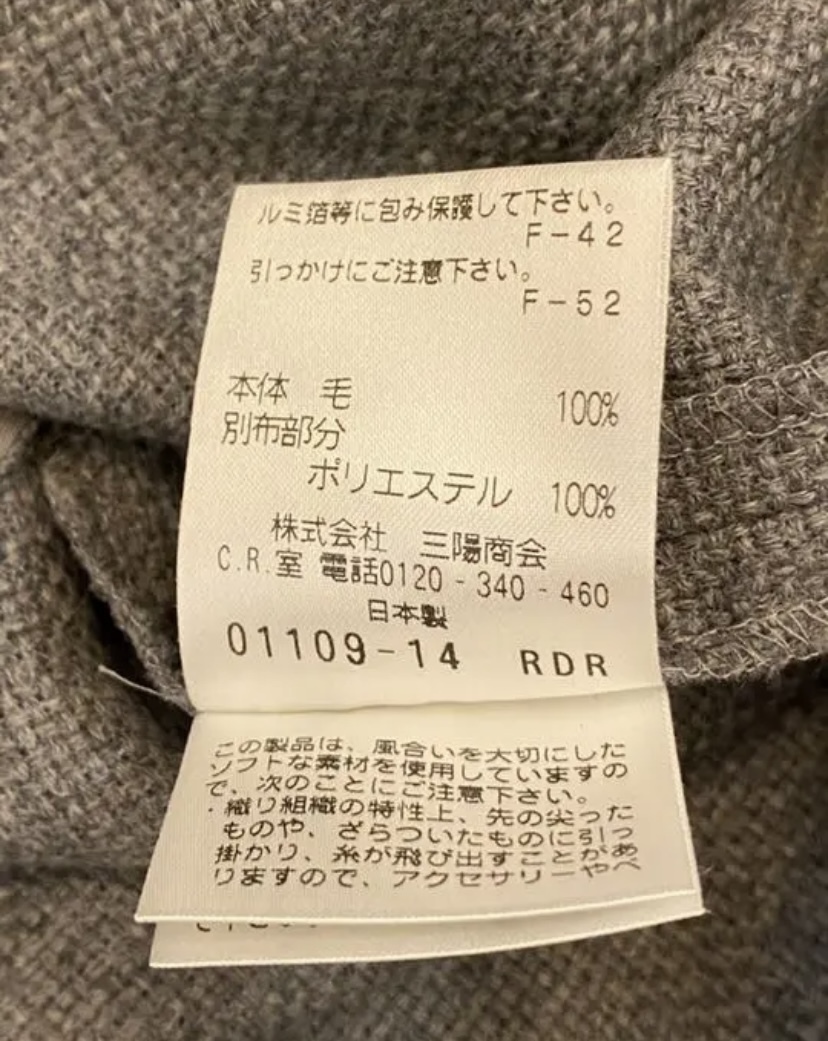 ルミ箔等に包み保護して下さい。
F-42
引っかけにご注意下さい。
F-52
本体 毛 100%
別布部分
ポリエステル 100%
株式会社 三陽商会
C.R.室 電話0120-340-460
日本製
01109-14 RDR
この製品は、風合いを大切にした
ソフトな素材を使用していますの
で、次のことにご注意下さい。
・織り組織の特性上、先の尖った
ものや、ざらついたものに引っ
掛かり、糸が飛び出すことがあ
りますので、アクセサリーやベ